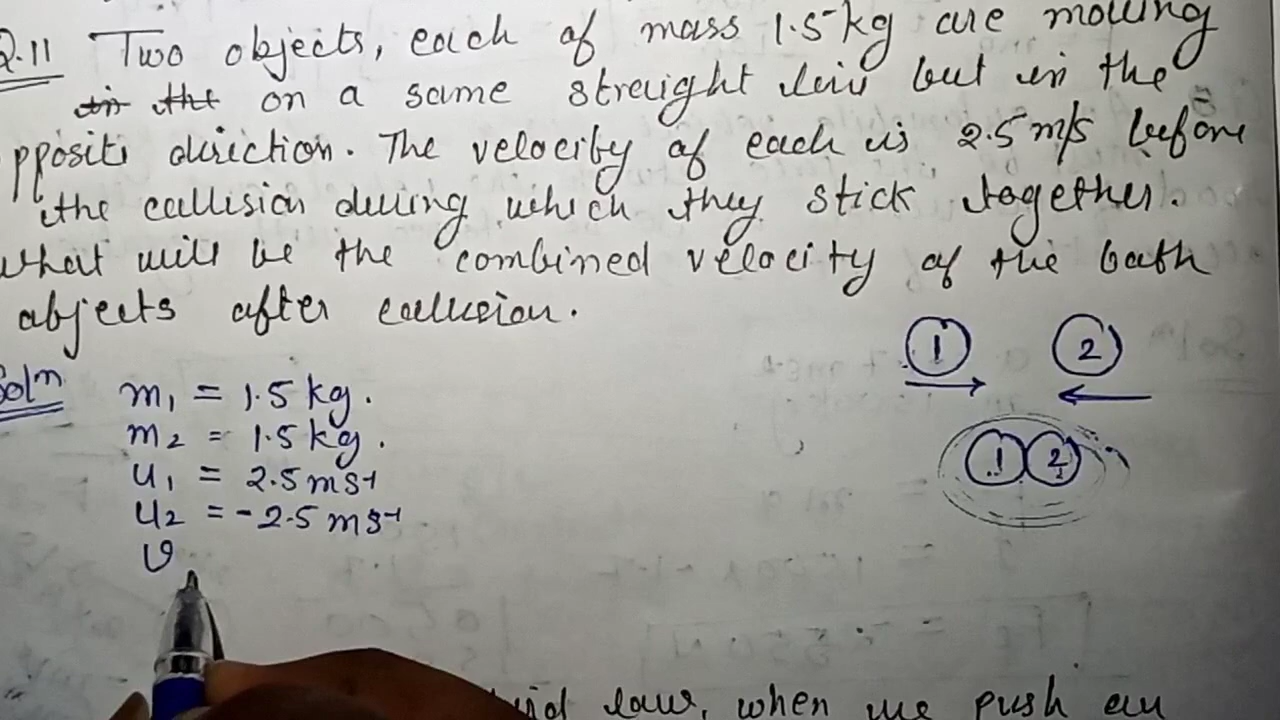 Q.11 Two objects, each of mass 1.5 kg are moving
in the on a same straight line but in the
pposite direction. The velocity of each is 2.5 m/s before
the collision during which they stick together.
what will be the combined velocity of the both
objects after collision.
1 2
Solⁿ m₁ = 1.5 kg.
m₂ = 1.5 kg.
u₁ = 2.5 ms⁻¹
1 2
u₂ = -2.5 ms⁻¹
v
law, when we push an